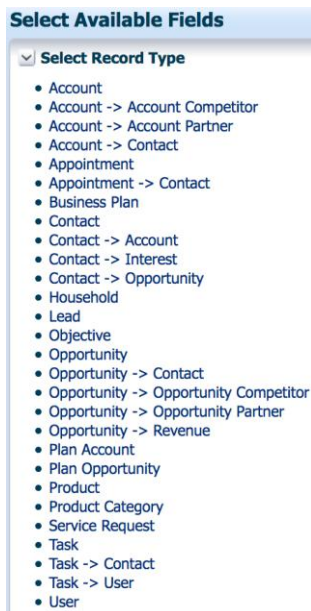 Select Available Fields
Select Record Type
• Account
• Account -> Account Competitor
• Account -> Account Partner
• Account -> Contact
• Appointment
• Appointment -> Contact
• Business Plan
• Contact
• Contact -> Account
• Contact -> Interest
• Contact -> Opportunity
• Household
• Lead
• Objective
• Opportunity
• Opportunity -> Contact
• Opportunity -> Opportunity Competitor
• Opportunity -> Opportunity Partner
• Opportunity -> Revenue
• Plan Account
• Plan Opportunity
• Product
• Product Category
• Service Request
• Task
• Task -> Contact
• Task -> User
• User